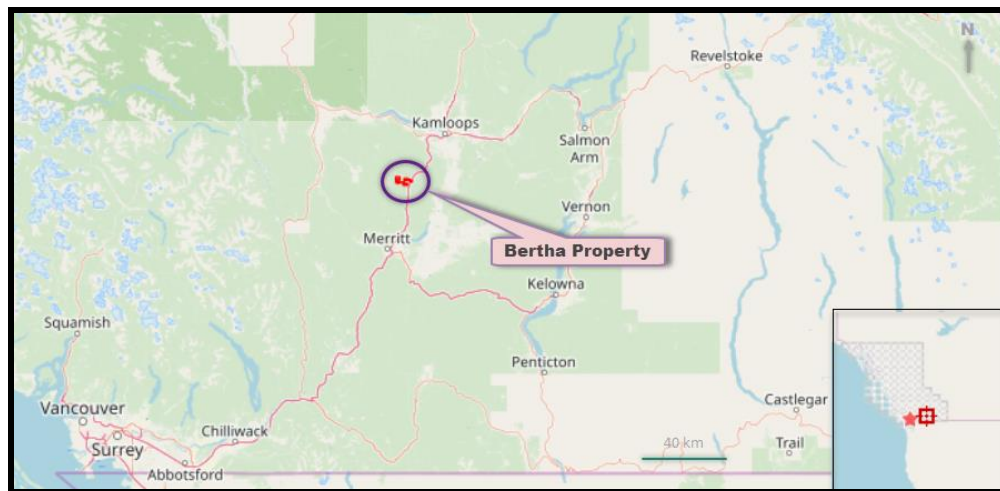 N
Revelstoke
Kamloops
Salmon
Arm
Vernon
Merritt
Bertha Property
Kelowna
Squamish
Penticton
Vancouver
Castlegar
Chilliwack
40 km
Surrey
Trail
Abbotsford